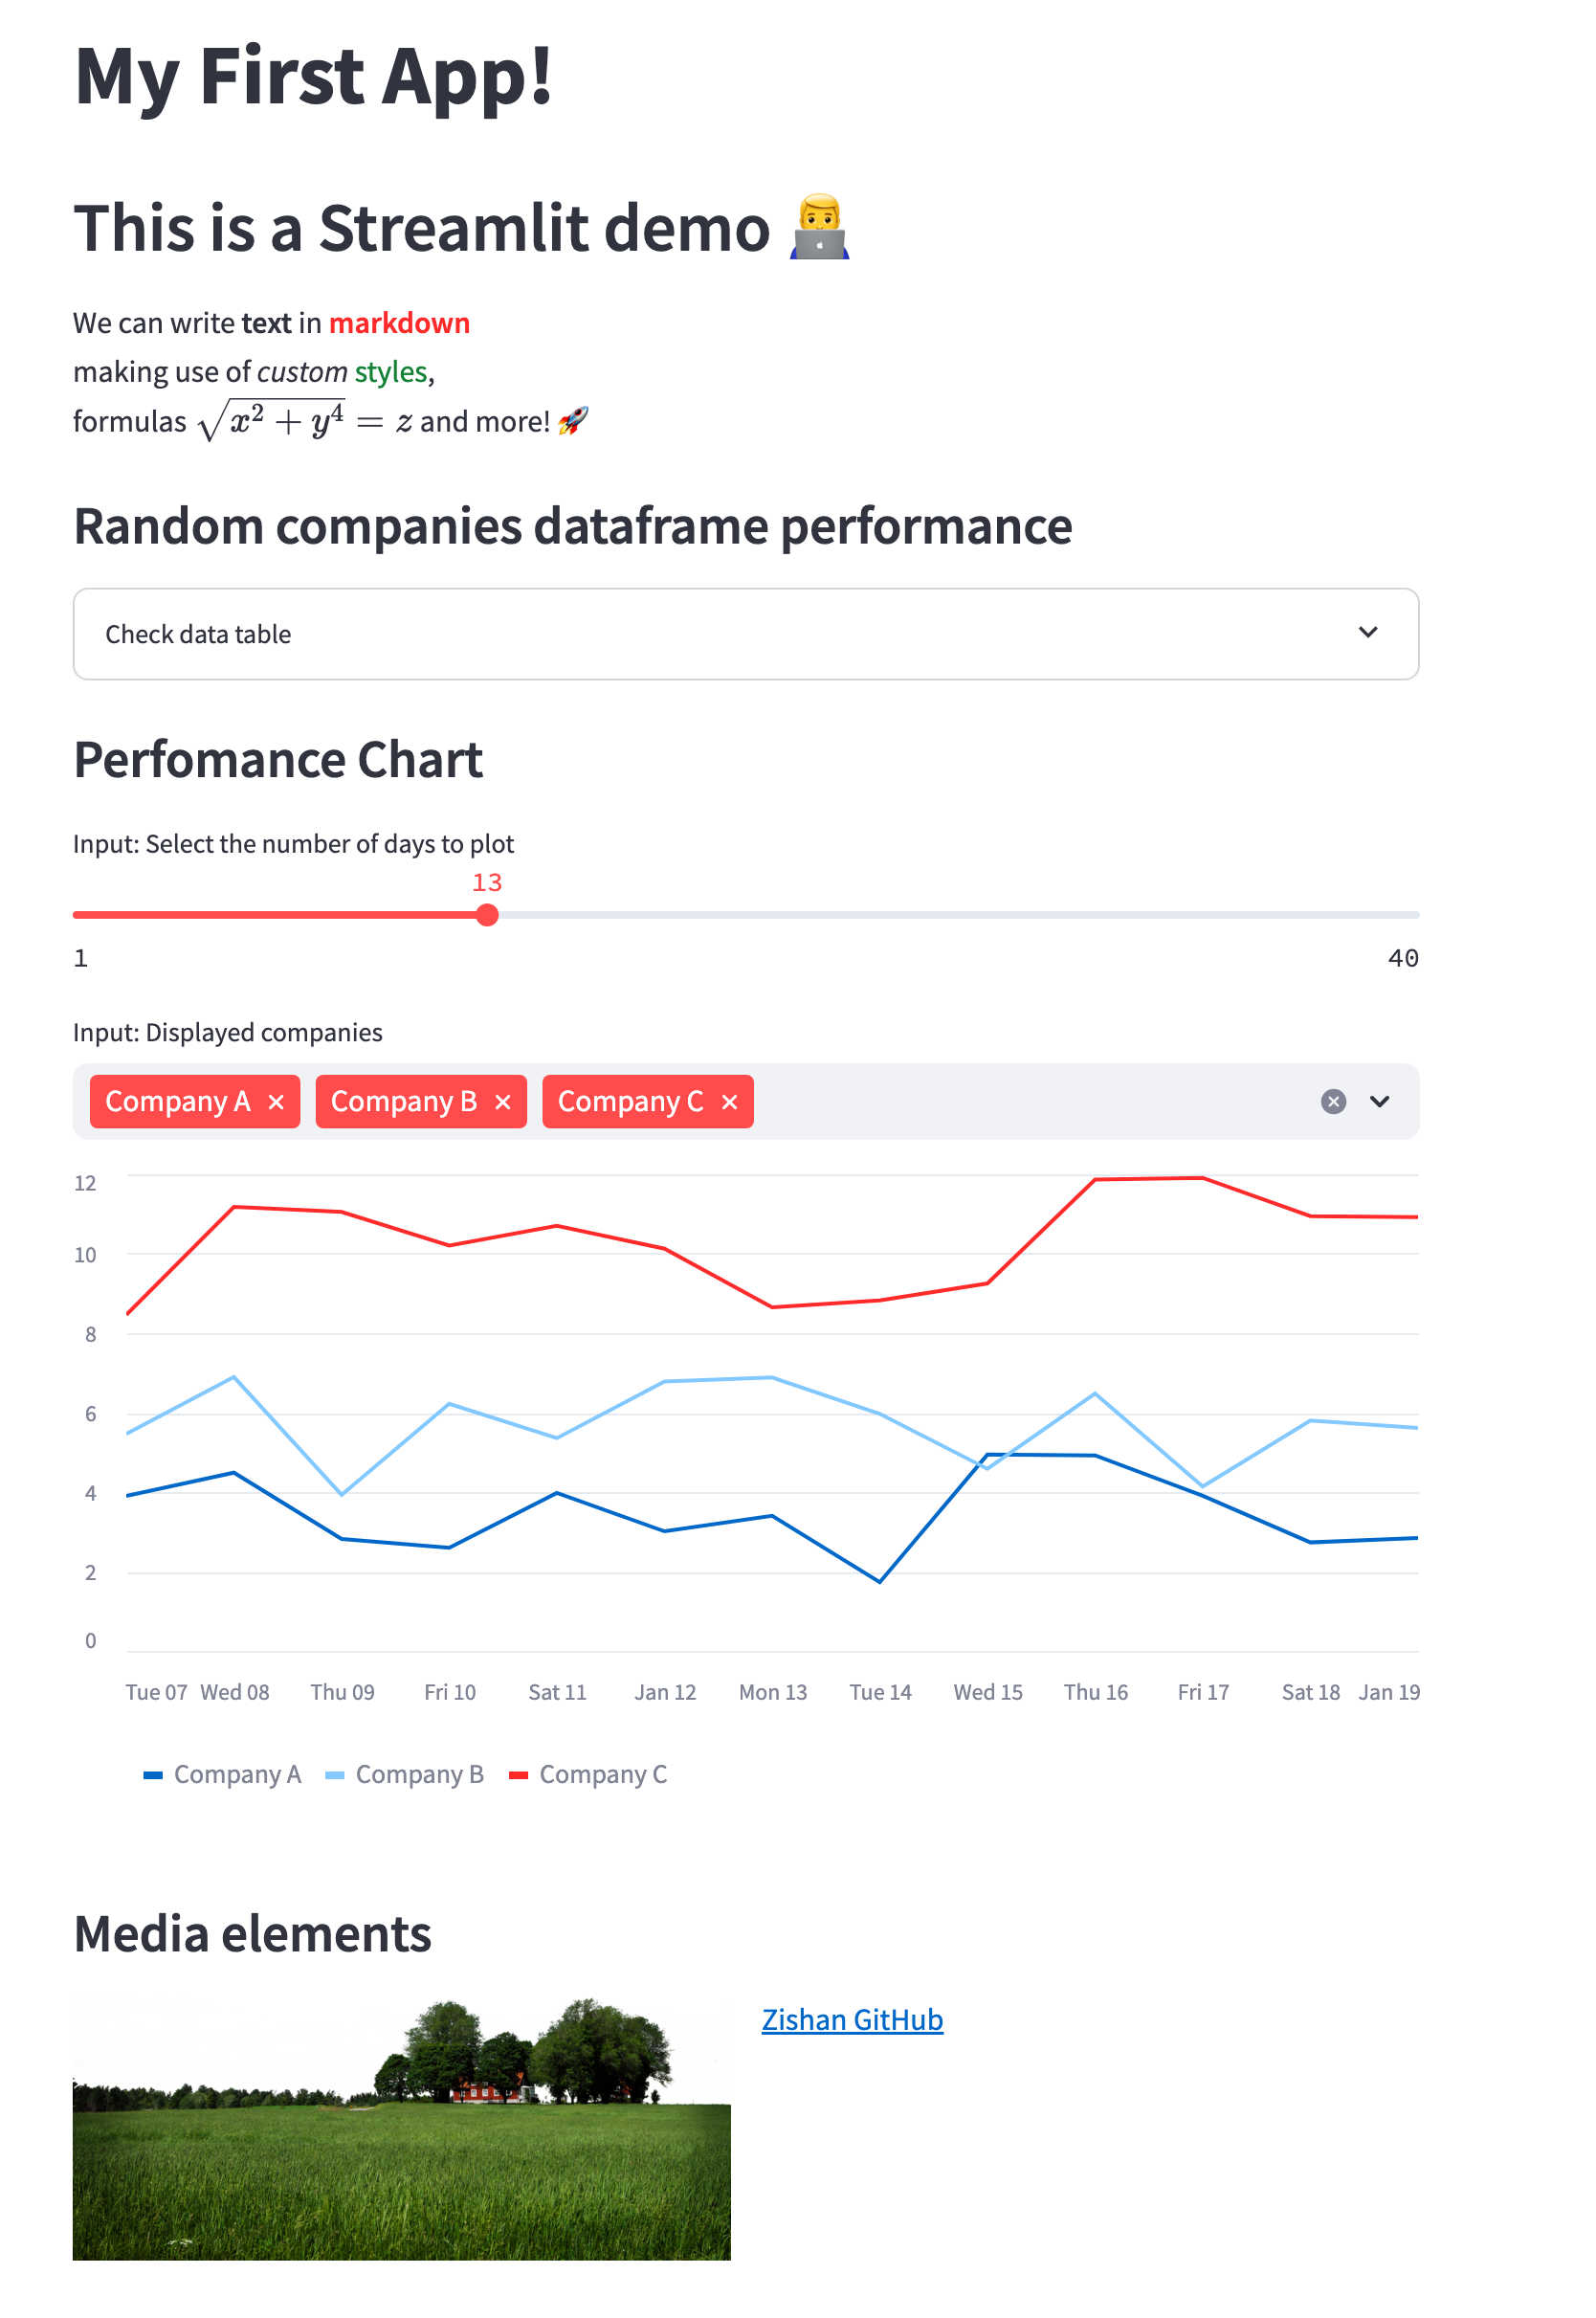 My First App!
This is a Streamlit demo 👨‍💻
We can write text in markdown
making use of custom styles,
formulas √x² + y⁴ = z and more! 🚀
Random companies dataframe performance
Check data table
Perfomance Chart
Input: Select the number of days to plot
13
1 40
Input: Displayed companies
Company A × Company B × Company C ×
12
10
8
6
4
2
0
Tue 07 Wed 08 Thu 09 Fri 10 Sat 11 Jan 12 Mon 13 Tue 14 Wed 15 Thu 16 Fri 17 Sat 18 Jan 19
Company A Company B Company C
Media elements
Zishan GitHub